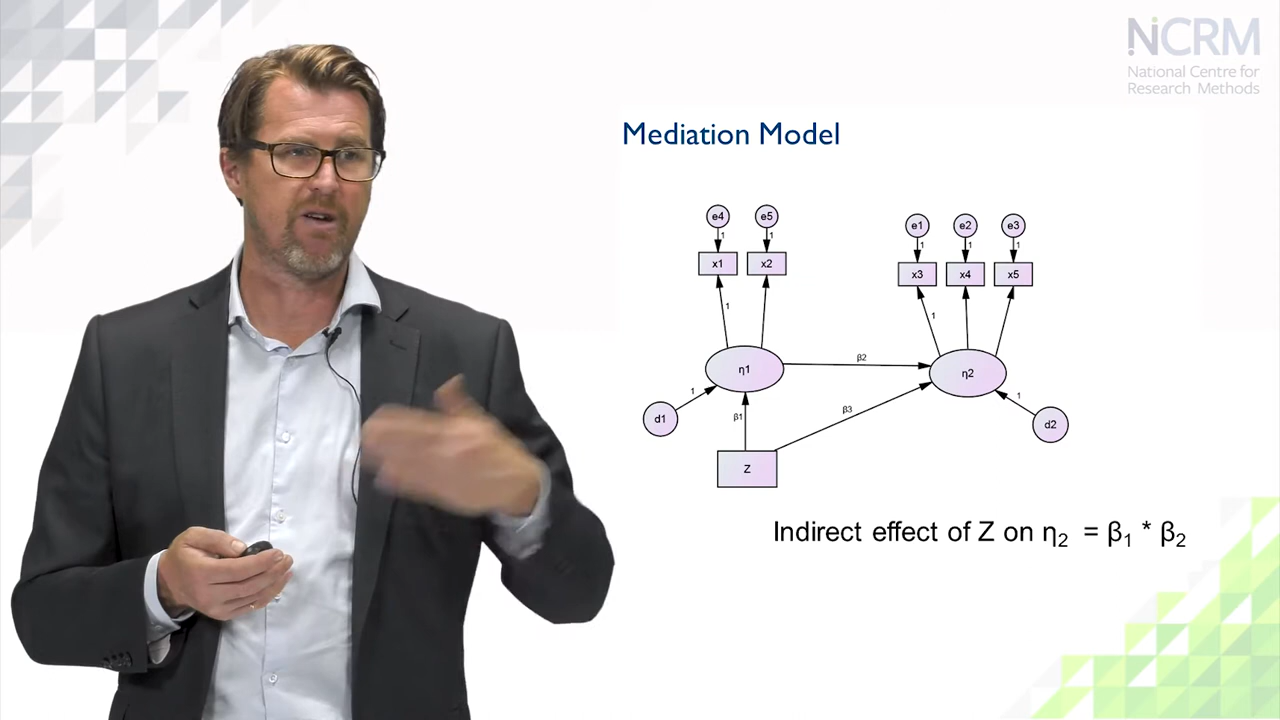 NCRM
National Centre for
Research Methods
Mediation Model
e4 e5 e1 e2 e3
1 1 1 1 1
x1 x2 x3 x4 x5
1 1
η1 β2 η2
1 1
d1 β1 β3 d2
Z
Indirect effect of Z on η₂ = β₁ * β₂